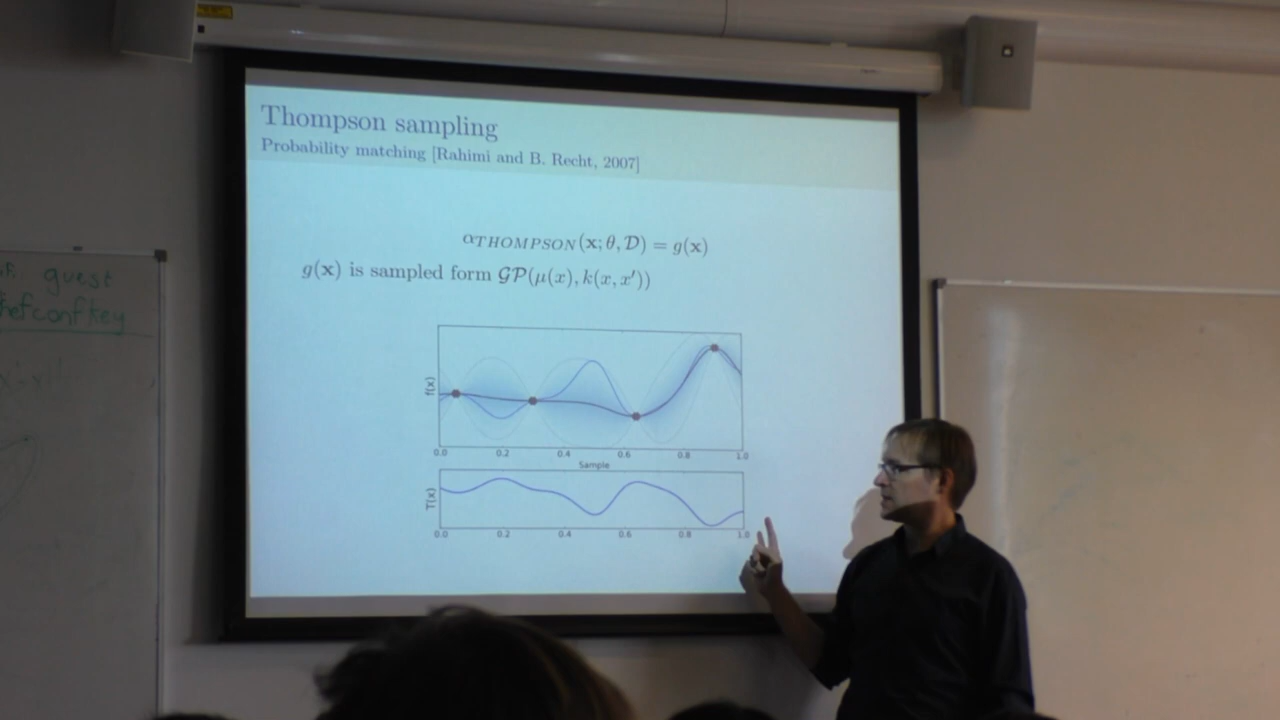 Thompson sampling
Probability matching [Rahimi and B. Recht, 2007]
αTHOMPSON(x; θ, 𝒟) = g(x)
g(x) is sampled form 𝒢𝒫(μ(x), k(x, x′))
f(x)
0.0 0.2 0.4 0.6 0.8 1.0
Sample
T(x)
0.0 0.2 0.4 0.6 0.8 1.0
guest